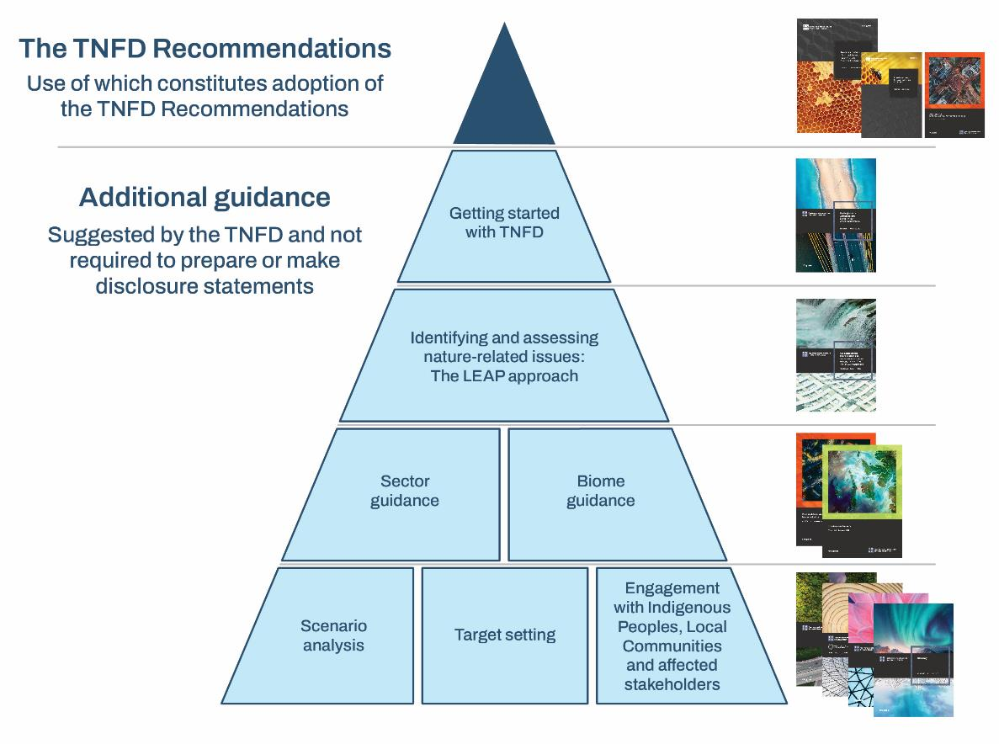 The TNFD Recommendations
Use of which constitutes adoption of
the TNFD Recommendations
Additional guidance
Suggested by the TNFD and not
required to prepare or make
disclosure statements
Getting started
with TNFD
Identifying and assessing
nature-related issues:
The LEAP approach
Sector
guidance
Biome
guidance
Scenario
analysis
Target setting
Engagement
with Indigenous
Peoples, Local
Communities
and affected
stakeholders